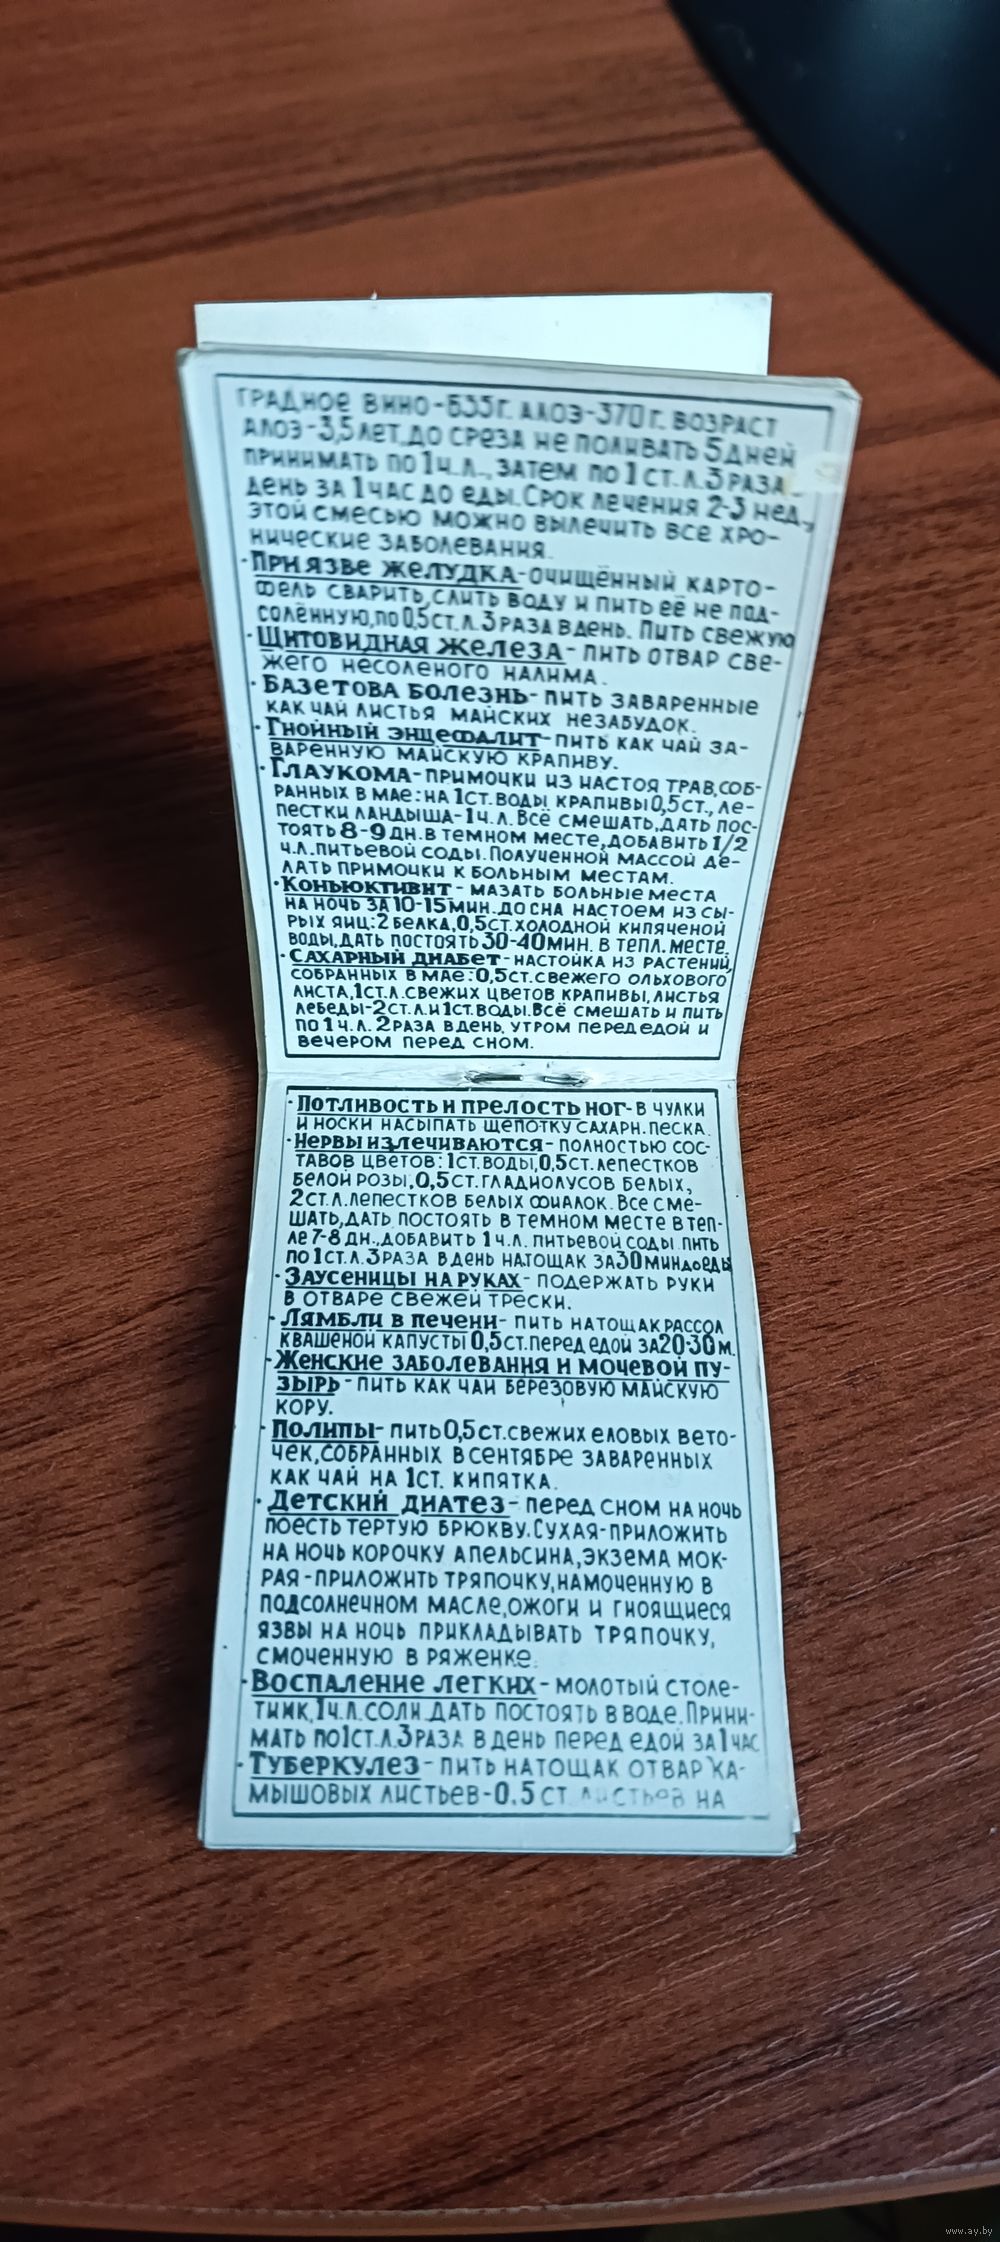 ГРАДНОЕ ВИНО-635Г. АЛОЭ-370Г. ВОЗРАСТ
АЛОЭ-3,5ЛЕТ,ДО СРЕЗА НЕ ПОЛИВАТЬ 5ДНЕЙ
ПРИНИМАТЬ ПО 1Ч.Л., ЗАТЕМ ПО 1 СТ.Л. 3 РАЗА
ДЕНЬ ЗА 1 ЧАС ДО ЕДЫ. СРОК ЛЕЧЕНИЯ 2-3 НЕД.,
ЭТОЙ СМЕСЬЮ МОЖНО ВЫЛЕЧИТЬ ВСЕ ХРО-
НИЧЕСКИЕ ЗАБОЛЕВАНИЯ.
·ПРИ ЯЗВЕ ЖЕЛУДКА-ОЧИЩЁННЫЙ КАРТО-
ФЕЛЬ СВАРИТЬ,СЛИТЬ ВОДУ И ПИТЬ ЕЁ НЕ ПОД-
СОЛЁННУЮ,ПО 0,5СТ.Л. 3 РАЗА В ДЕНЬ. ПИТЬ СВЕЖУЮ
·ЩИТОВИДНАЯ ЖЕЛЕЗА- ПИТЬ ОТВАР СВЕ-
ЖЕГО НЕСОЛЕНОГО НАЛИМА.
·БАЗЕТОВА БОЛЕЗНЬ- ПИТЬ ЗАВАРЕННЫЕ
КАК ЧАЙ ЛИСТЬЯ МАЙСКИХ НЕЗАБУДОК.
·ГНОЙНЫЙ ЭНЦЕФАЛИТ-ПИТЬ КАК ЧАЙ ЗА-
ВАРЕННУЮ МАЙСКУЮ КРАПИВУ.
·ГЛАУКОМА-ПРИМОЧКИ ИЗ НАСТОЯ ТРАВ,СОБ-
РАННЫХ В МАЕ: НА 1СТ. ВОДЫ КРАПИВЫ 0,5 СТ., ЛЕ-
ПЕСТКИ ЛАНДЫША-1Ч.Л. ВСЁ СМЕШАТЬ,ДАТЬ ПОС-
ТОЯТЬ 8-9 ДН. В ТЕМНОМ МЕСТЕ,ДОБАВИТЬ 1/2
Ч.Л.ПИТЬЕВОЙ СОДЫ.ПОЛУЧЕННОЙ МАССОЙ ДЕ-
ЛАТЬ ПРИМОЧКИ К БОЛЬНЫМ МЕСТАМ.
·КОНЬЮКТИВИТ - МАЗАТЬ БОЛЬНЫЕ МЕСТА
НА НОЧЬ ЗА 10-15МИН. ДО СНА НАСТОЕМ ИЗ СЫ-
РЫХ ЯИЦ: 2 БЕЛКА,0,5СТ.ХОЛОДНОЙ КИПЯЧЕНОЙ
ВОДЫ,ДАТЬ ПОСТОЯТЬ 30-40МИН. В ТЕПЛ. МЕСТЕ.
·САХАРНЫЙ ДИАБЕТ-НАСТОЙКА ИЗ РАСТЕНИЙ,
СОБРАННЫХ В МАЕ: 0,5СТ.СВЕЖЕГО ОЛЬХОВОГО
ЛИСТА,1СТ.Л.СВЕЖИХ ЦВЕТОВ КРАПИВЫ,ЛИСТЬЯ
ЛЕБЕДЫ-2СТ.Л.И 1СТ.ВОДЫ.ВСЁ СМЕШАТЬ И ПИТЬ
ПО 1 Ч.Л. 2РАЗА В ДЕНЬ, УТРОМ ПЕРЕД ЕДОЙ И
ВЕЧЕРОМ ПЕРЕД СНОМ.
·ПОТЛИВОСТЬ И ПРЕЛОСТЬ НОГ-В ЧУЛКИ
И НОСКИ НАСЫПАТЬ ЩЕПОТКУ САХАРН. ПЕСКА.
·НЕРВЫ ИЗЛЕЧИВАЮТСЯ- ПОЛНОСТЬЮ СОС-
ТАВОВ ЦВЕТОВ: 1СТ.ВОДЫ,0,5СТ.ЛЕПЕСТКОВ
БЕЛОЙ РОЗЫ,0,5СТ.ГЛАДИОЛУСОВ БЕЛЫХ,
2СТ.Л.ЛЕПЕСТКОВ БЕЛЫХ ФИАЛОК. ВСЕ СМЕ-
ШАТЬ,ДАТЬ ПОСТОЯТЬ В ТЕМНОМ МЕСТЕ В ТЕП-
ЛЕ 7-8 ДН.,ДОБАВИТЬ 1 Ч.Л. ПИТЬЕВОЙ СОДЫ. ПИТЬ
ПО 1СТ.Л. 3РАЗА В ДЕНЬ НАТОЩАК ЗА 30 МИН ДО ЕДЫ
·ЗАУСЕНИЦЫ НА РУКАХ- ПОДЕРЖАТЬ РУКИ
В ОТВАРЕ СВЕЖЕЙ ТРЕСКИ.
·ЛЯМБЛИ В ПЕЧЕНИ- ПИТЬ НАТОЩАК РАССОЛ
КВАШЕНОЙ КАПУСТЫ 0,5СТ.ПЕРЕД ЕДОЙ ЗА 20-30 М.
·ЖЕНСКИЕ ЗАБОЛЕВАНИЯ И МОЧЕВОЙ ПУ-
ЗЫРЬ-ПИТЬ КАК ЧАЙ БЕРЕЗОВУЮ МАЙСКУЮ
КОРУ.
·ПОЛИПЫ- ПИТЬ 0,5 СТ.СВЕЖИХ ЕЛОВЫХ ВЕТО-
ЧЕК,СОБРАННЫХ В СЕНТЯБРЕ ЗАВАРЕННЫХ
КАК ЧАЙ НА 1СТ. КИПЯТКА.
·ДЕТСКИЙ ДИАТЕЗ- ПЕРЕД СНОМ НА НОЧЬ
ПОЕСТЬ ТЕРТУЮ БРЮКВУ.СУХАЯ-ПРИЛОЖИТЬ
НА НОЧЬ КОРОЧКУ АПЕЛЬСИНА,ЭКЗЕМА МОК-
РАЯ-ПРИЛОЖИТЬ ТРЯПОЧКУ,НАМОЧЕННУЮ В
ПОДСОЛНЕЧНОМ МАСЛЕ,ОЖОГИ И ГНОЯЩИЕСЯ
ЯЗВЫ НА НОЧЬ ПРИКЛАДЫВАТЬ ТРЯПОЧКУ,
СМОЧЕННУЮ В РЯЖЕНКЕ.
·ВОСПАЛЕНИЕ ЛЕГКИХ-МОЛОТЫЙ СТОЛЕ-
ТНИК,1Ч.Л.СОЛИ.ДАТЬ ПОСТОЯТЬ В ВОДЕ.ПРИНИ-
МАТЬ ПО 1СТ.Л.3 РАЗА В ДЕНЬ ПЕРЕД ЕДОЙ ЗА 1 ЧАС
·ТУБЕРКУЛЕЗ-ПИТЬ НАТОЩАК ОТВАР КА-
МЫШОВЫХ ЛИСТЬЕВ-0,5 СТ. ЛИСТЬЕВ НА
www.ay.by